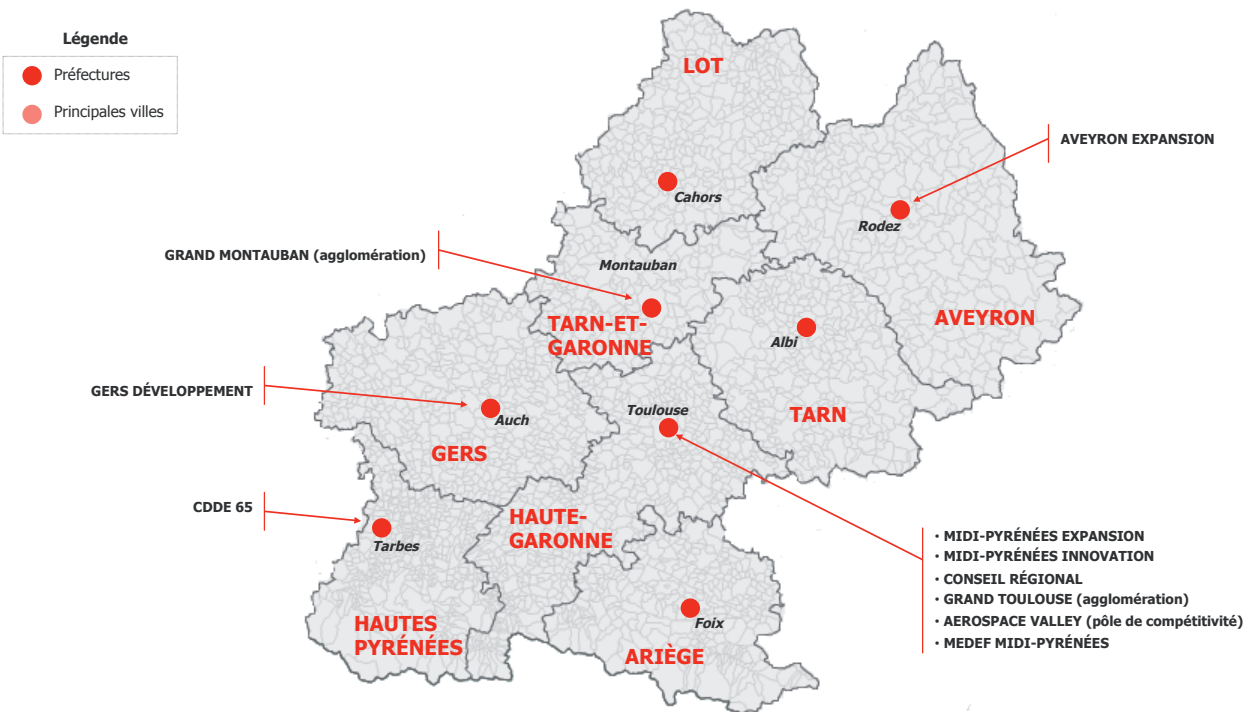 Légende
Préfectures
Principales villes
LOT
Cahors
AVEYRON EXPANSION
Rodez
GRAND MONTAUBAN (agglomération)
Montauban
TARN-ET-
GARONNE
AVEYRON
Albi
TARN
GERS DÉVELOPPEMENT
Auch
GERS
Toulouse
CDDE 65
Tarbes
HAUTE-
GARONNE
HAUTES
PYRÉNÉES
Foix
ARIÈGE
• MIDI-PYRÉNÉES EXPANSION
• MIDI-PYRÉNÉES INNOVATION
• CONSEIL RÉGIONAL
• GRAND TOULOUSE (agglomération)
• AEROSPACE VALLEY (pôle de compétitivité)
• MEDEF MIDI-PYRÉNÉES